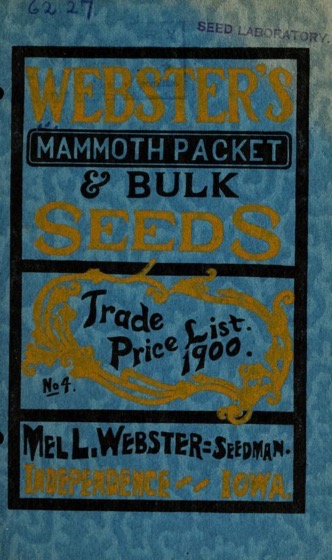 62.27
SEED LABORATORY.
WEBSTER'S
MAMMOTH PACKET
& BULK
SEEDS
Trade
Price List.
1900.
No 4.
MEL L. WEBSTER=SEEDMAN.
INDEPENDENCE -- IOWA.